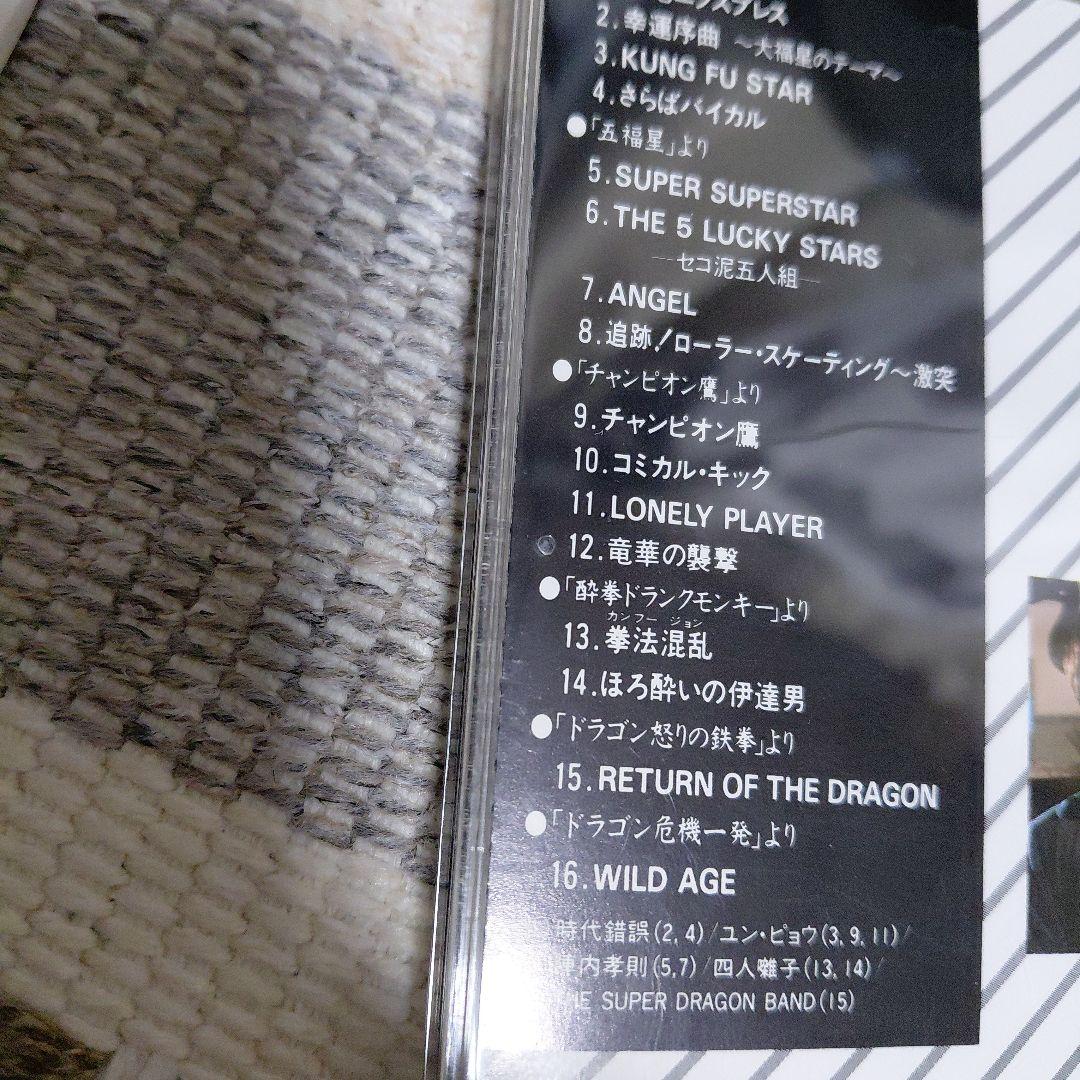 エクスプレス
2.幸運序曲 〜大福星のテーマ〜
3.KUNG FU STAR
4.さらばバイカル
●「五福星」より
5.SUPER SUPERSTAR
6.THE 5 LUCKY STARS
—セコ泥五人組—
7.ANGEL
8.追跡!ローラー・スケーティング〜激突
●「チャンピオン鷹」より
9.チャンピオン鷹
10.コミカル・キック
11.LONELY PLAYER
12.竜華の襲撃
●「酔拳ドランクモンキー」より
カンフー ジョン
13.拳法混乱
14.ほろ酔いの伊達男
●「ドラゴン怒りの鉄拳」より
15.RETURN OF THE DRAGON
●「ドラゴン危機一発」より
16.WILD AGE
時代錯誤(2,4)/ユン・ピョウ(3,9,11)/
陣内孝則(5,7)/四人囃子(13,14)/
THE SUPER DRAGON BAND(15)